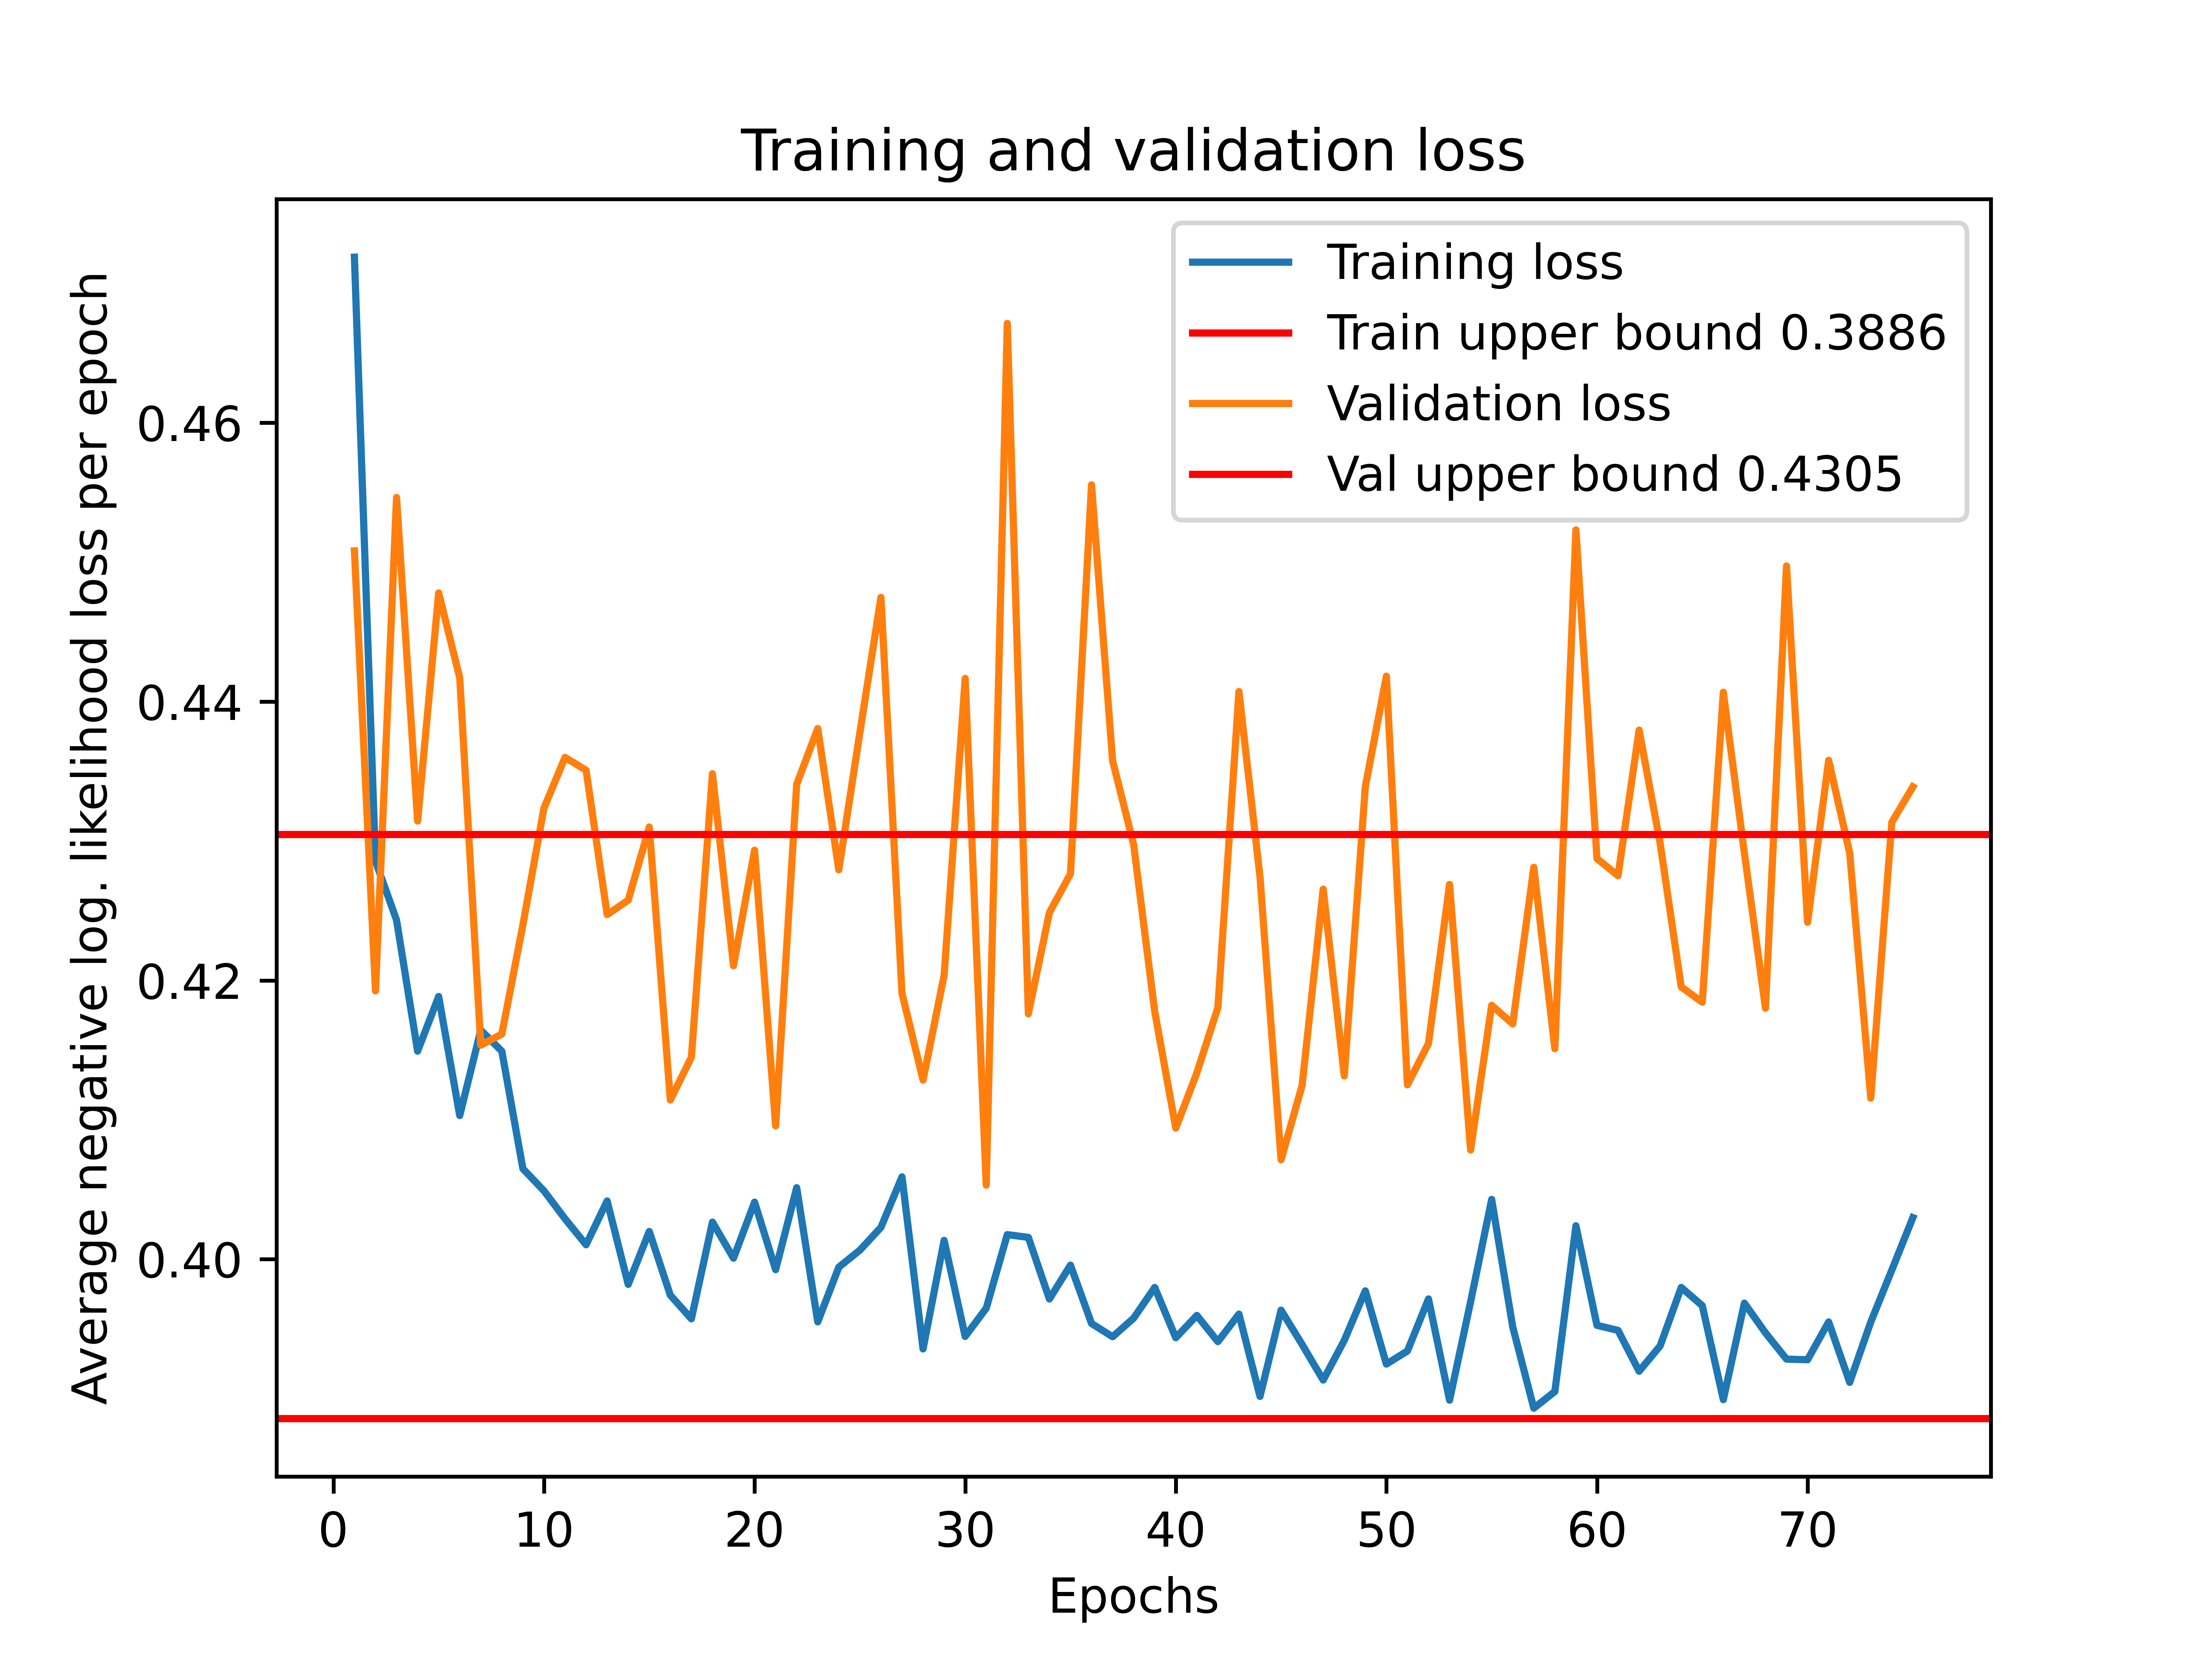 Training and validation loss
Training loss
Train upper bound 0.3886
Validation loss
Val upper bound 0.4305
Average negative log. likelihood loss per epoch
0.46
0.44
0.42
0.40
0 10 20 30 40 50 60 70
Epochs